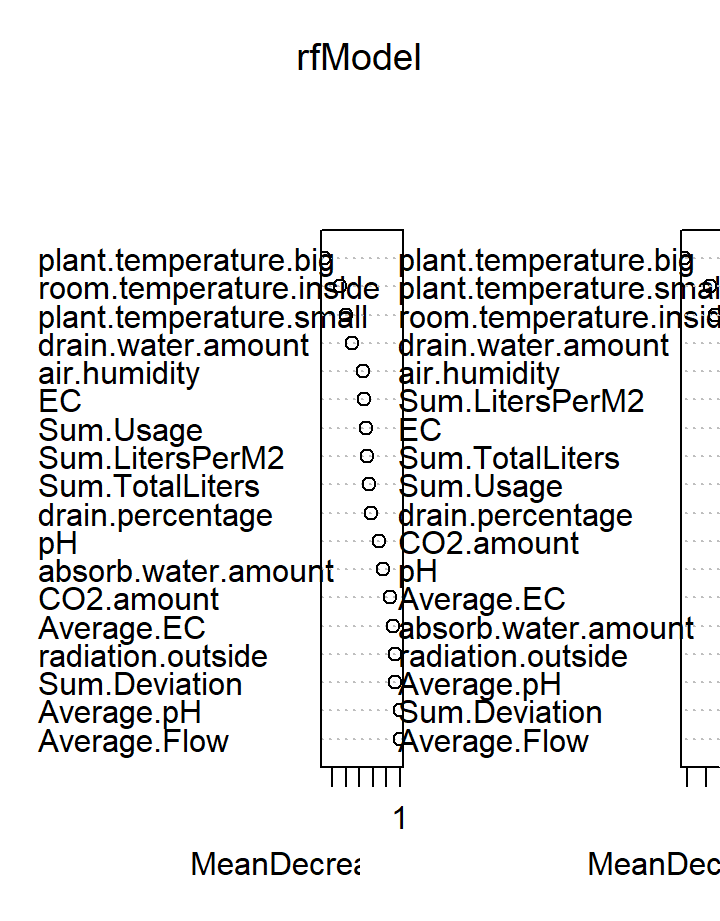 rfModel
plant.temperature.big
room.temperature.inside
plant.temperature.small
drain.water.amount
air.humidity
EC
Sum.Usage
Sum.LitersPerM2
Sum.TotalLiters
drain.percentage
pH
absorb.water.amount
CO2.amount
Average.EC
radiation.outside
Sum.Deviation
Average.pH
Average.Flow
1
MeanDecrea
plant.temperature.big
plant.temperature.smal
room.temperature.insid
drain.water.amount
air.humidity
Sum.LitersPerM2
EC
Sum.TotalLiters
Sum.Usage
drain.percentage
CO2.amount
pH
Average.EC
absorb.water.amount
radiation.outside
Average.pH
Sum.Deviation
Average.Flow
MeanDec